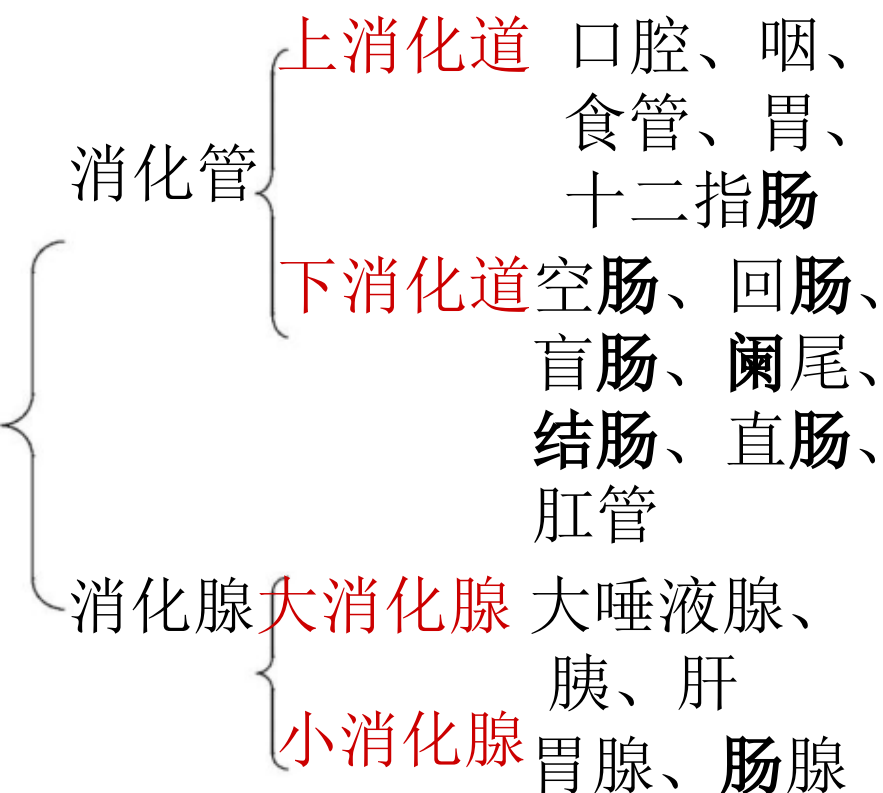 上消化道 口腔、咽、
食管、胃、
消化管
十二指肠
下消化道空肠、回肠、
盲肠、阑尾、
结肠、直肠、
肛管
消化腺大消化腺 大唾液腺、
胰、肝
小消化腺
胃腺、肠腺